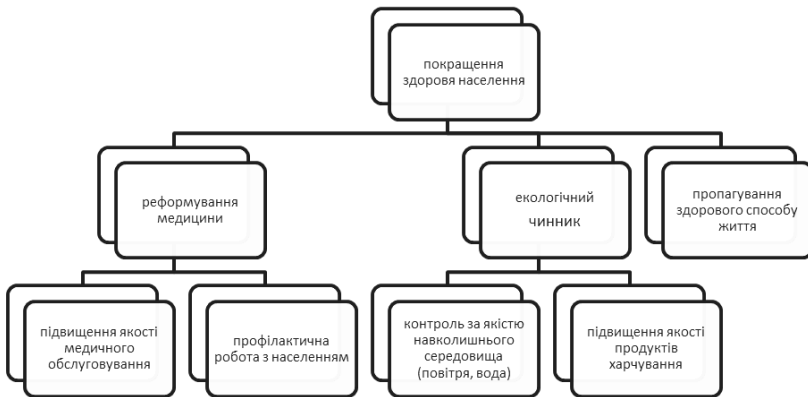 покращення
здоровя населення
реформування
медицини
екологічний
чинник
пропагування
здорового способу
життя
підвищення якості
медичного
обслуговування
профілактична
робота з населенням
контроль за якістю
навколишнього
середовища
(повітря, вода)
підвищення якості
продуктів
харчування